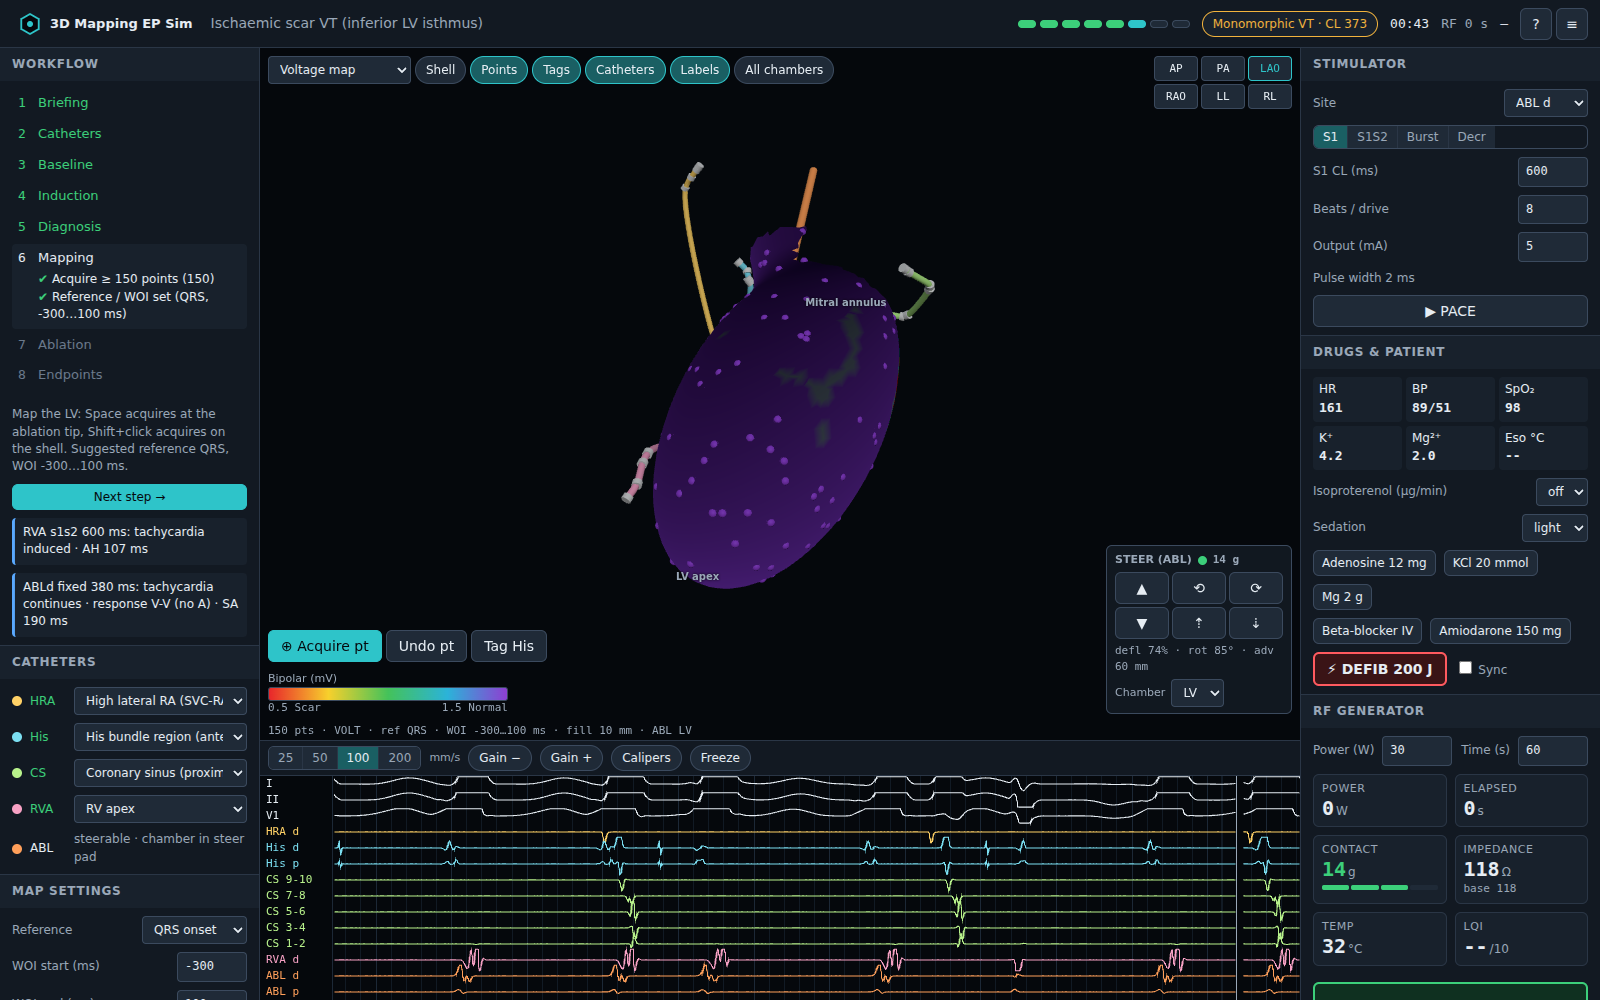 3D Mapping EP Sim Ischaemic scar VT (inferior LV isthmus) Monomorphic VT · CL 373 00:43 RF 0 s — ? ≡
WORKFLOW
1 Briefing
2 Catheters
3 Baseline
4 Induction
5 Diagnosis
6 Mapping
✔ Acquire ≥ 150 points (150)
✔ Reference / WOI set (QRS,
-300…100 ms)
7 Ablation
8 Endpoints
Map the LV: Space acquires at the
ablation tip, Shift+click acquires on
the shell. Suggested reference QRS,
WOI -300…100 ms.
Next step →
RVA s1s2 600 ms: tachycardia
induced · AH 107 ms
ABLd fixed 380 ms: tachycardia
continues · response V-V (no A) · SA
190 ms
CATHETERS
HRA High lateral RA (SVC-RA
His His bundle region (ante
CS Coronary sinus (proxim
RVA RV apex
ABL steerable · chamber in steer
pad
MAP SETTINGS
Reference QRS onset
WOI start (ms) -300
Voltage map Shell Points Tags Catheters Labels All chambers
AP PA LAO
RAO LL RL
Mitral annulus
LV apex
STEER (ABL) 14 g
▲ ⟲ ⟳
▼ ⇡ ⇣
defl 74% · rot 85° · adv
60 mm
Chamber LV
⊕ Acquire pt Undo pt Tag His
Bipolar (mV)
0.5 Scar 1.5 Normal
150 pts · VOLT · ref QRS · WOI -300…100 ms · fill 10 mm · ABL LV
25 50 100 200 mm/s Gain − Gain + Calipers Freeze
I
II
V1
HRA d
His d
His p
CS 9-10
CS 7-8
CS 5-6
CS 3-4
CS 1-2
RVA d
ABL d
ABL p
STIMULATOR
Site ABL d
S1 S1S2 Burst Decr
S1 CL (ms) 600
Beats / drive 8
Output (mA) 5
Pulse width 2 ms
▶ PACE
DRUGS & PATIENT
HR BP SpO₂
161 89/51 98
K⁺ Mg²⁺ Eso °C
4.2 2.0 --
Isoproterenol (µg/min) off
Sedation light
Adenosine 12 mg KCl 20 mmol
Mg 2 g
Beta-blocker IV Amiodarone 150 mg
⚡ DEFIB 200 J Sync
RF GENERATOR
Power (W) 30 Time (s) 60
POWER ELAPSED
0 W 0 s
CONTACT IMPEDANCE
14 g 118 Ω
base 118
TEMP LQI
32 °C --/10